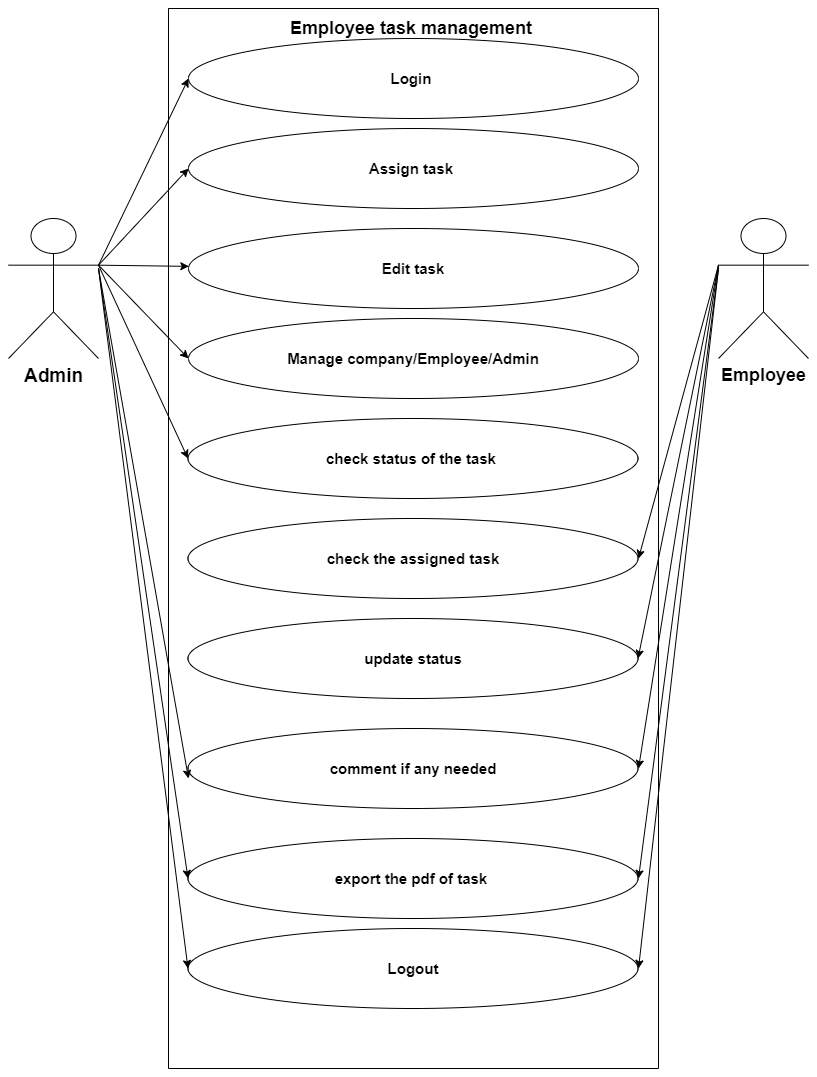 Employee task management
Login
Assign task
Edit task
Manage company/Employee/Admin
Admin
Employee
check status of the task
check the assigned task
update status
comment if any needed
export the pdf of task
Logout